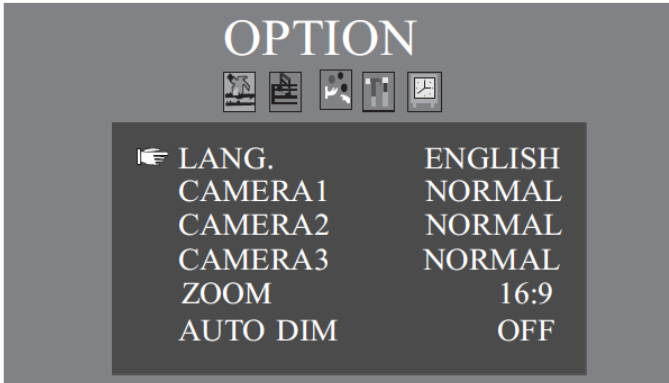 OPTION
LANG. ENGLISH
CAMERA1 NORMAL
CAMERA2 NORMAL
CAMERA3 NORMAL
ZOOM 16:9
AUTO DIM OFF